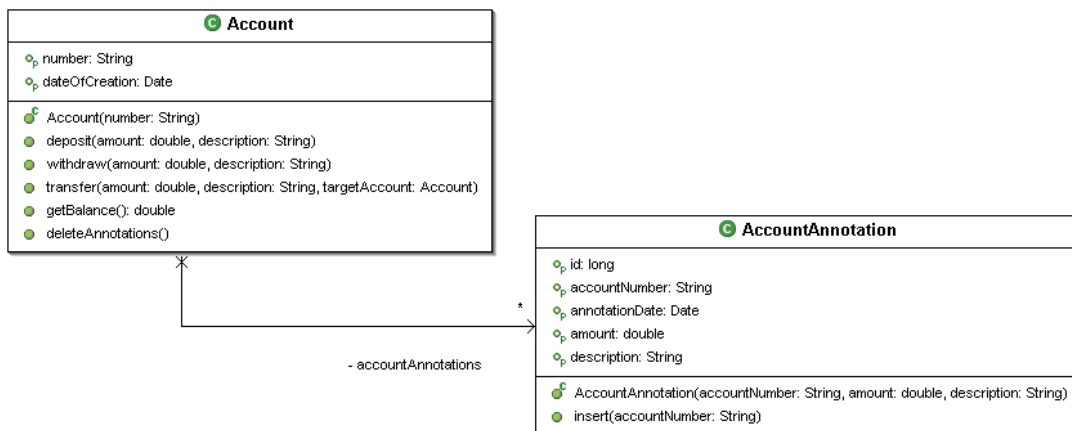 C Account
P number: String
P dateOfCreation: Date
C Account(number: String)
deposit(amount: double, description: String)
withdraw(amount: double, description: String)
transfer(amount: double, description: String, targetAccount: Account)
getBalance(): double
deleteAnnotations()
*
- accountAnnotations
C AccountAnnotation
P id: long
P accountNumber: String
P annotationDate: Date
P amount: double
P description: String
C AccountAnnotation(accountNumber: String, amount: double, description: String)
insert(accountNumber: String)